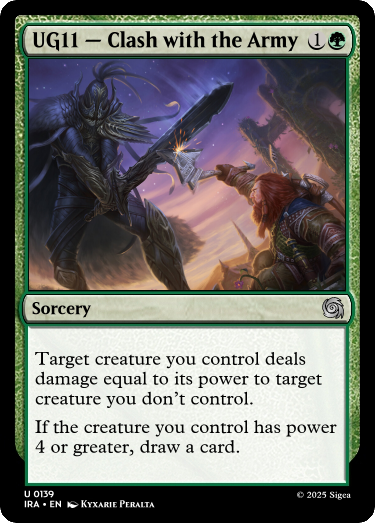 UG11 — Clash with the Army 1
Sorcery
Target creature you control deals
damage equal to its power to target
creature you don't control.
If the creature you control has power
4 or greater, draw a card.
U 0139
IRA • EN Kyxarie Peralta
© 2025 Sigea